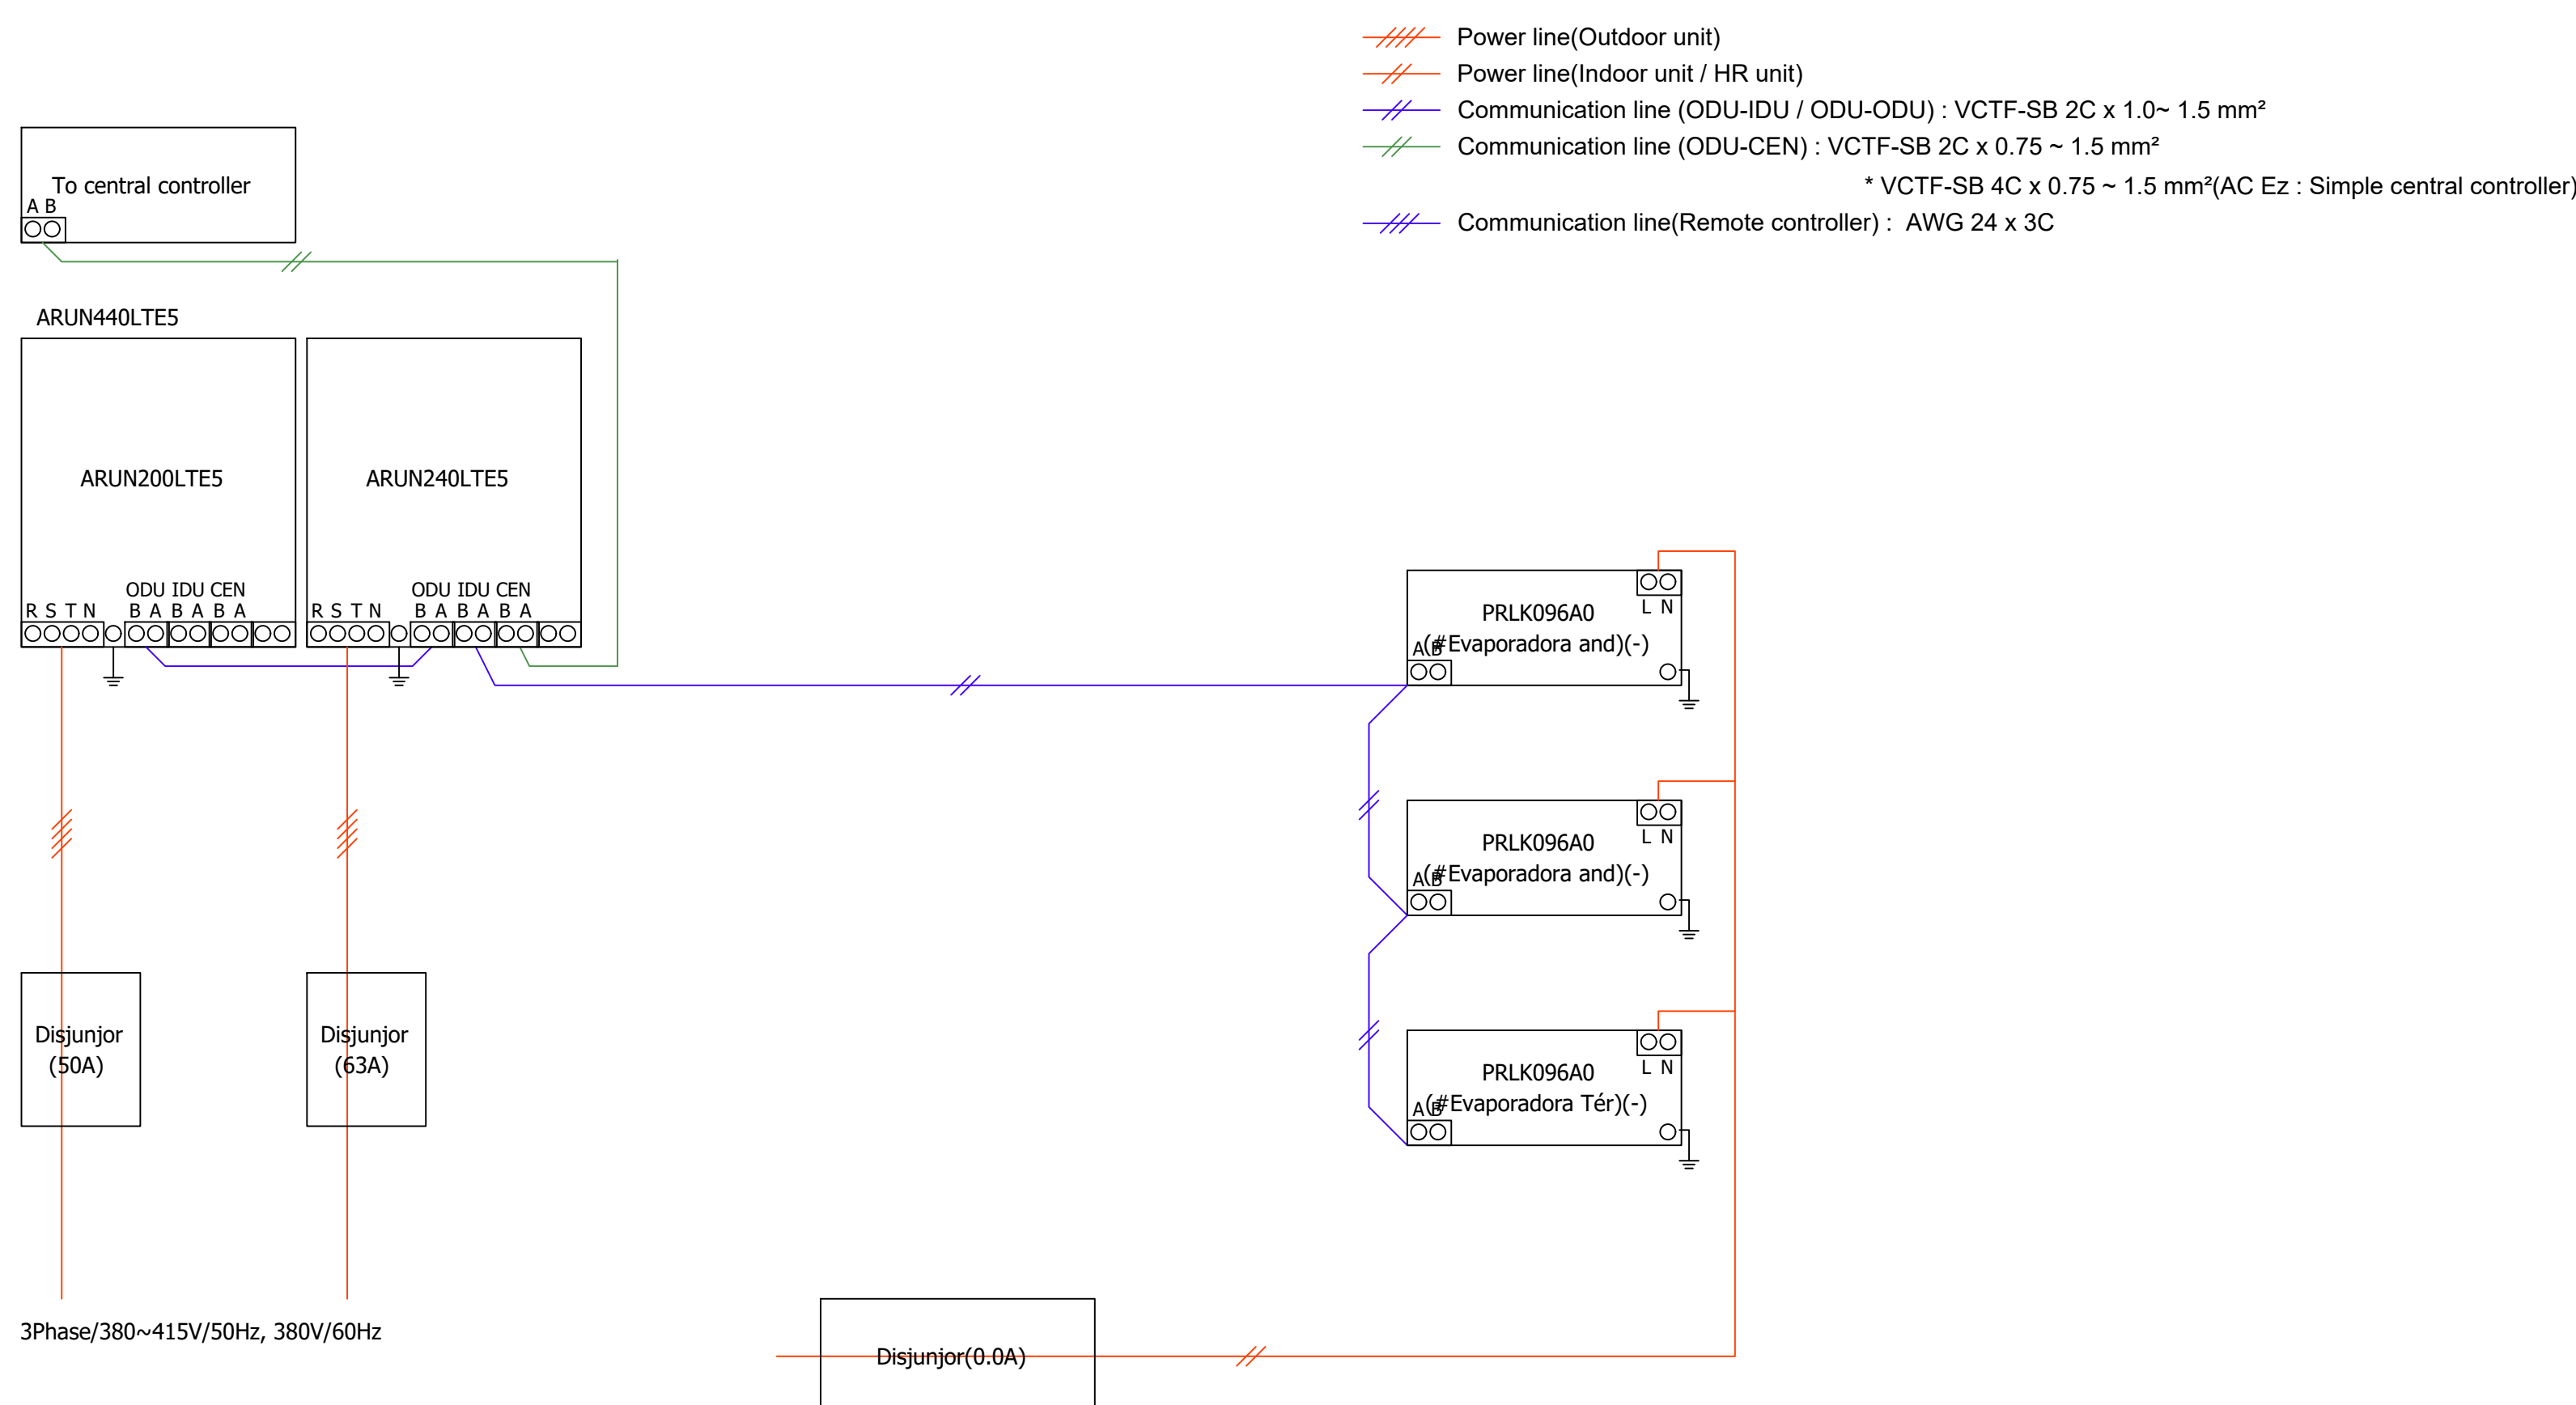 Power line(Outdoor unit)
Power line(Indoor unit / HR unit)
Communication line (ODU-IDU / ODU-ODU) : VCTF-SB 2C x 1.0~ 1.5 mm²
Communication line (ODU-CEN) : VCTF-SB 2C x 0.75 ~ 1.5 mm²
* VCTF-SB 4C x 0.75 ~ 1.5 mm²(AC Ez : Simple central controller)
Communication line(Remote controller) : AWG 24 x 3C
To central controller
A B
ARUN440LTE5
ARUN200LTE5
ODU IDU CEN
R S T N B A B A B A
ARUN240LTE5
ODU IDU CEN
R S T N B A B A B A
PRLK096A0
L N
(#Evaporadora and)(-)
A B
PRLK096A0
L N
(#Evaporadora and)(-)
A B
PRLK096A0
L N
(#Evaporadora Tér)(-)
A B
Disjunjor
(50A)
Disjunjor
(63A)
3Phase/380~415V/50Hz, 380V/60Hz
Disjunjor(0.0A)